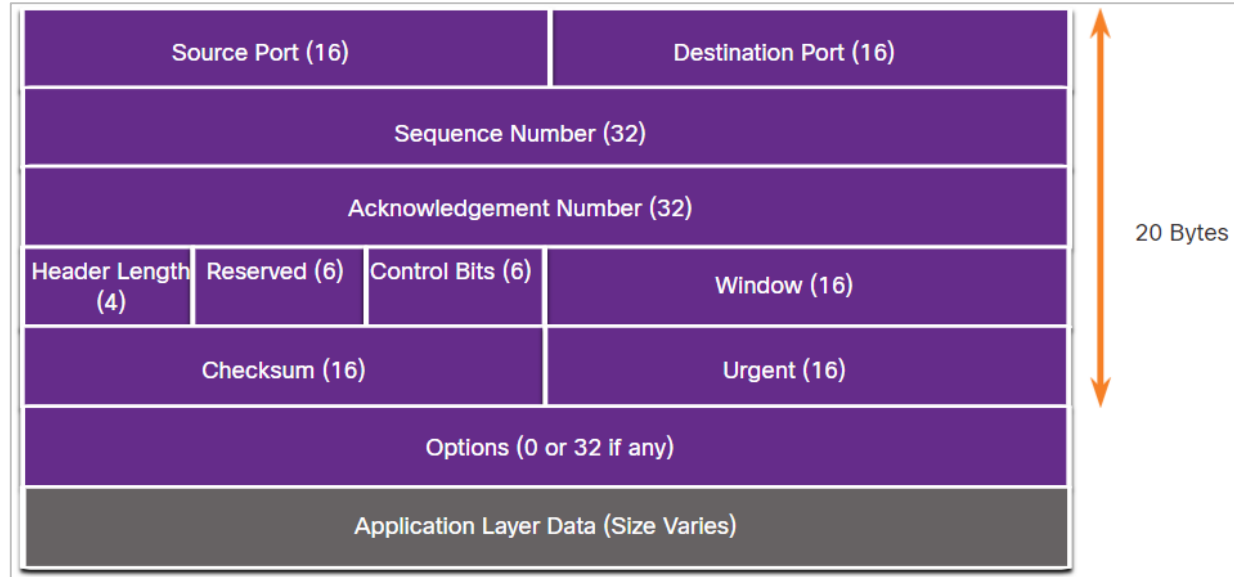 Source Port (16)
Destination Port (16)
Sequence Number (32)
Acknowledgement Number (32)
20 Bytes
Header Length
(4)
Reserved (6)
Control Bits (6)
Window (16)
Checksum (16)
Urgent (16)
Options (0 or 32 if any)
Application Layer Data (Size Varies)